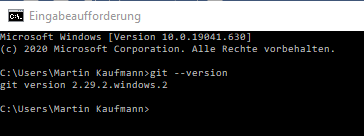 Eingabeaufforderung
Microsoft Windows [Version 10.0.19041.630]
(c) 2020 Microsoft Corporation. Alle Rechte vorbehalten.
C:\Users\Martin Kaufmann>git --version
git version 2.29.2.windows.2
C:\Users\Martin Kaufmann>